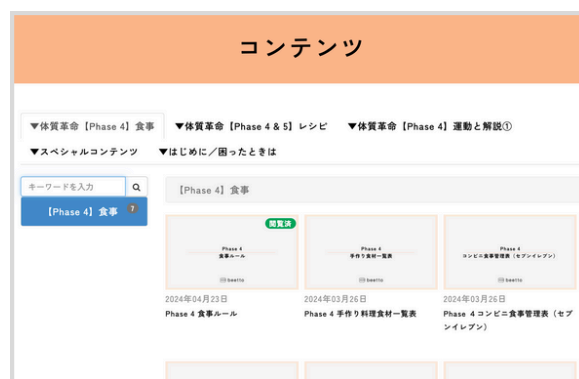 コンテンツ
▼体質革命【Phase 4】食事 ▼体質革命【Phase 4 & 5】レシピ ▼体質革命【Phase 4】運動と解説①
▼スペシャルコンテンツ ▼はじめに／困ったときは
キーワードを入力
【Phase 4】食事 7
【Phase 4】食事
閲覧済
Phase 4
食事ルール
beatto
2024年04月23日
Phase 4 食事ルール
Phase 4
手作り食材一覧表
beatto
2024年03月26日
Phase 4 手作り料理食材一覧表
Phase 4
コンビニ食事管理表（セブンイレブン）
beatto
2024年03月26日
Phase 4 コンビニ食事管理表（セブ
ンイレブン）